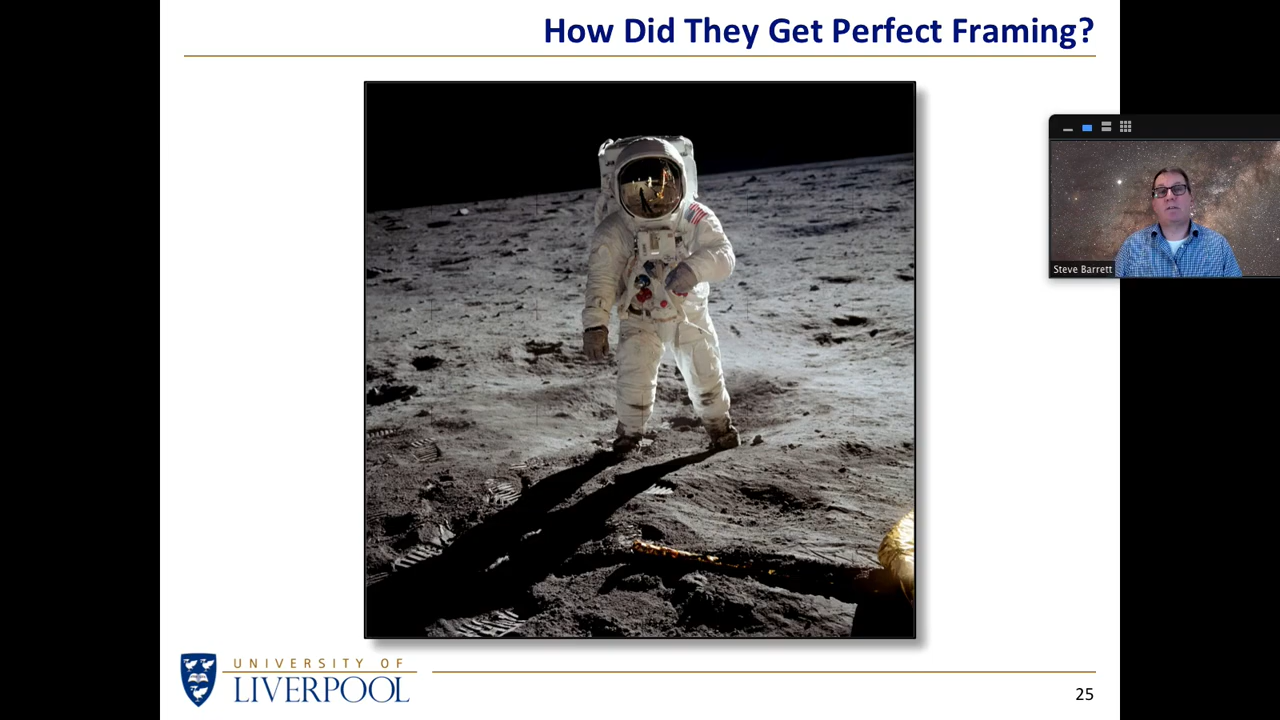 How Did They Get Perfect Framing?
Steve Barrett
UNIVERSITY OF
LIVERPOOL
25